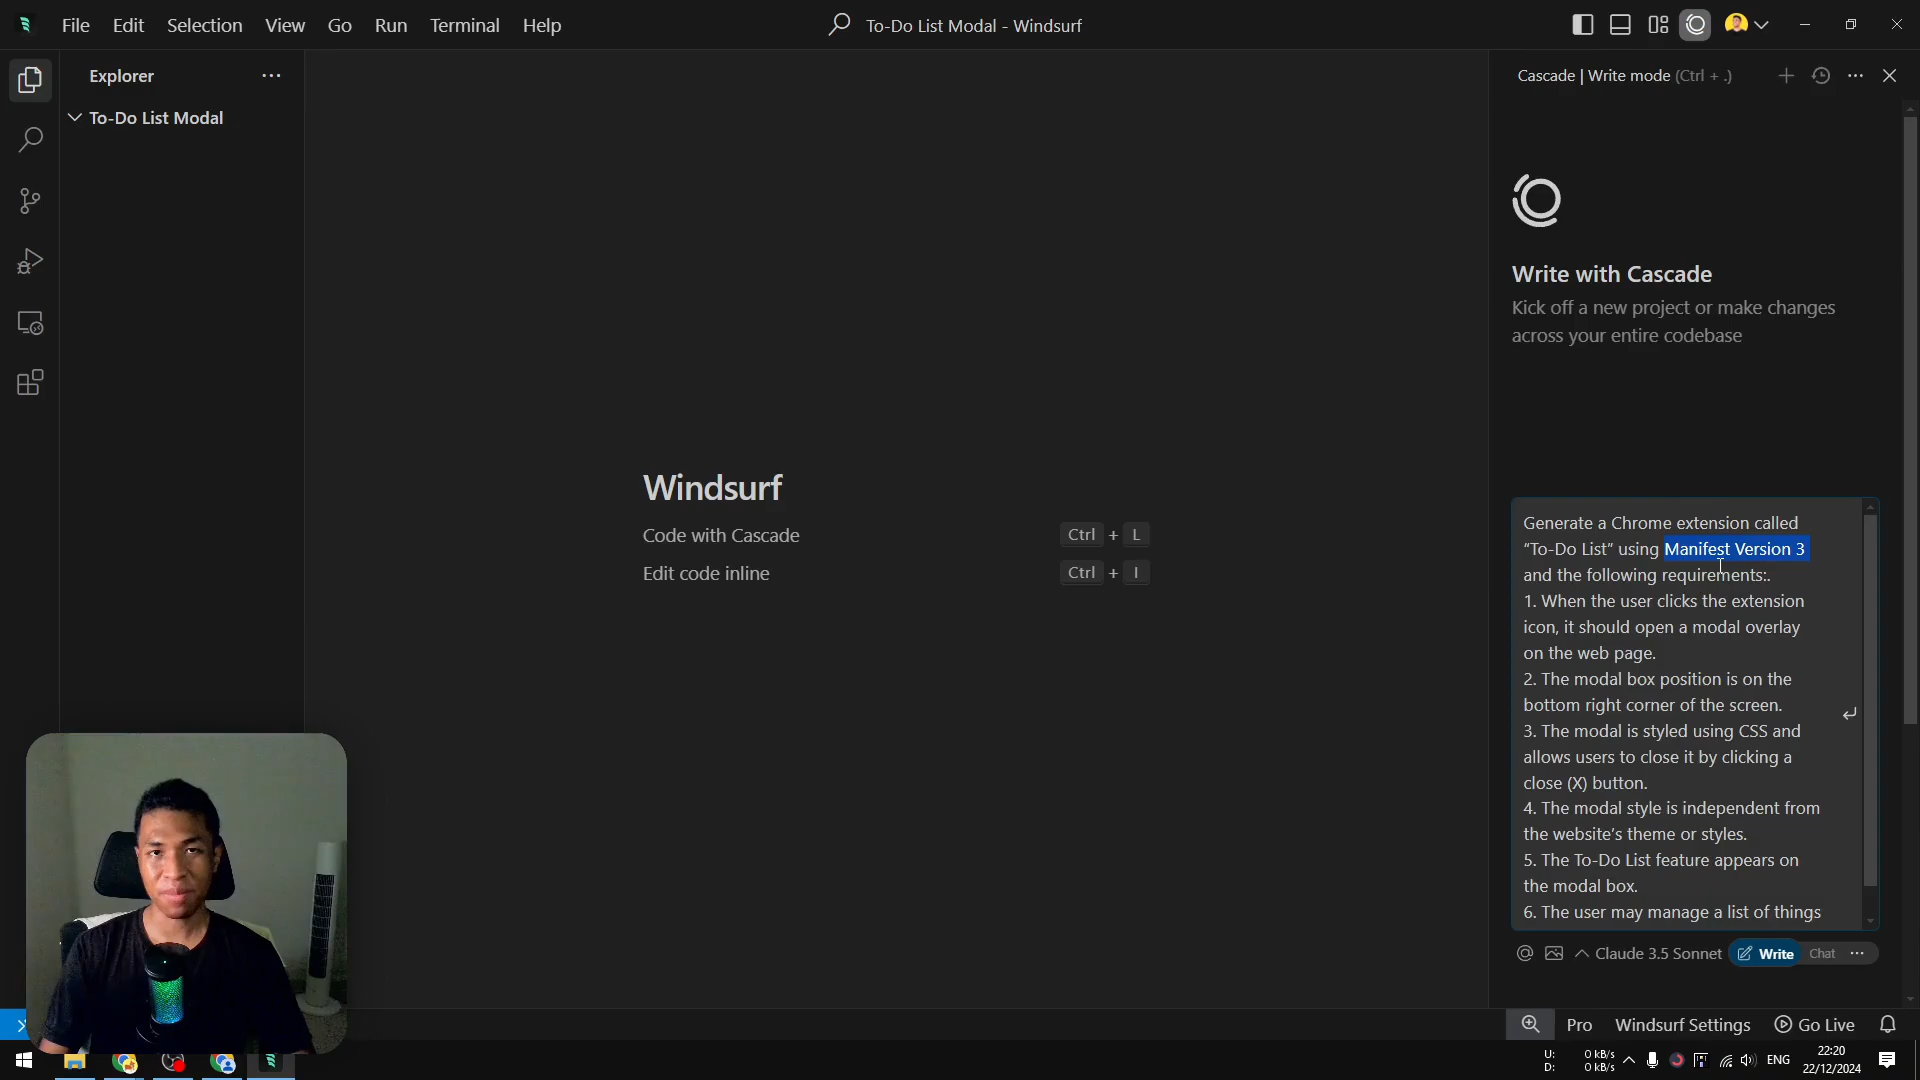 File Edit Selection View Go Run Terminal Help
To-Do List Modal - Windsurf
Explorer
To-Do List Modal
Windsurf
Code with Cascade Ctrl + L
Edit code inline Ctrl + I
Cascade | Write mode (Ctrl + .)
Write with Cascade
Kick off a new project or make changes
across your entire codebase
Generate a Chrome extension called
“To-Do List” using Manifest Version 3
and the following requirements:.
1. When the user clicks the extension
icon, it should open a modal overlay
on the web page.
2. The modal box position is on the
bottom right corner of the screen.
3. The modal is styled using CSS and
allows users to close it by clicking a
close (X) button.
4. The modal style is independent from
the website’s theme or styles.
5. The To-Do List feature appears on
the modal box.
6. The user may manage a list of things
Claude 3.5 Sonnet Write Chat
Pro Windsurf Settings Go Live
U: 0 kB/s
D: 0 kB/s
ENG
22:20
22/12/2024